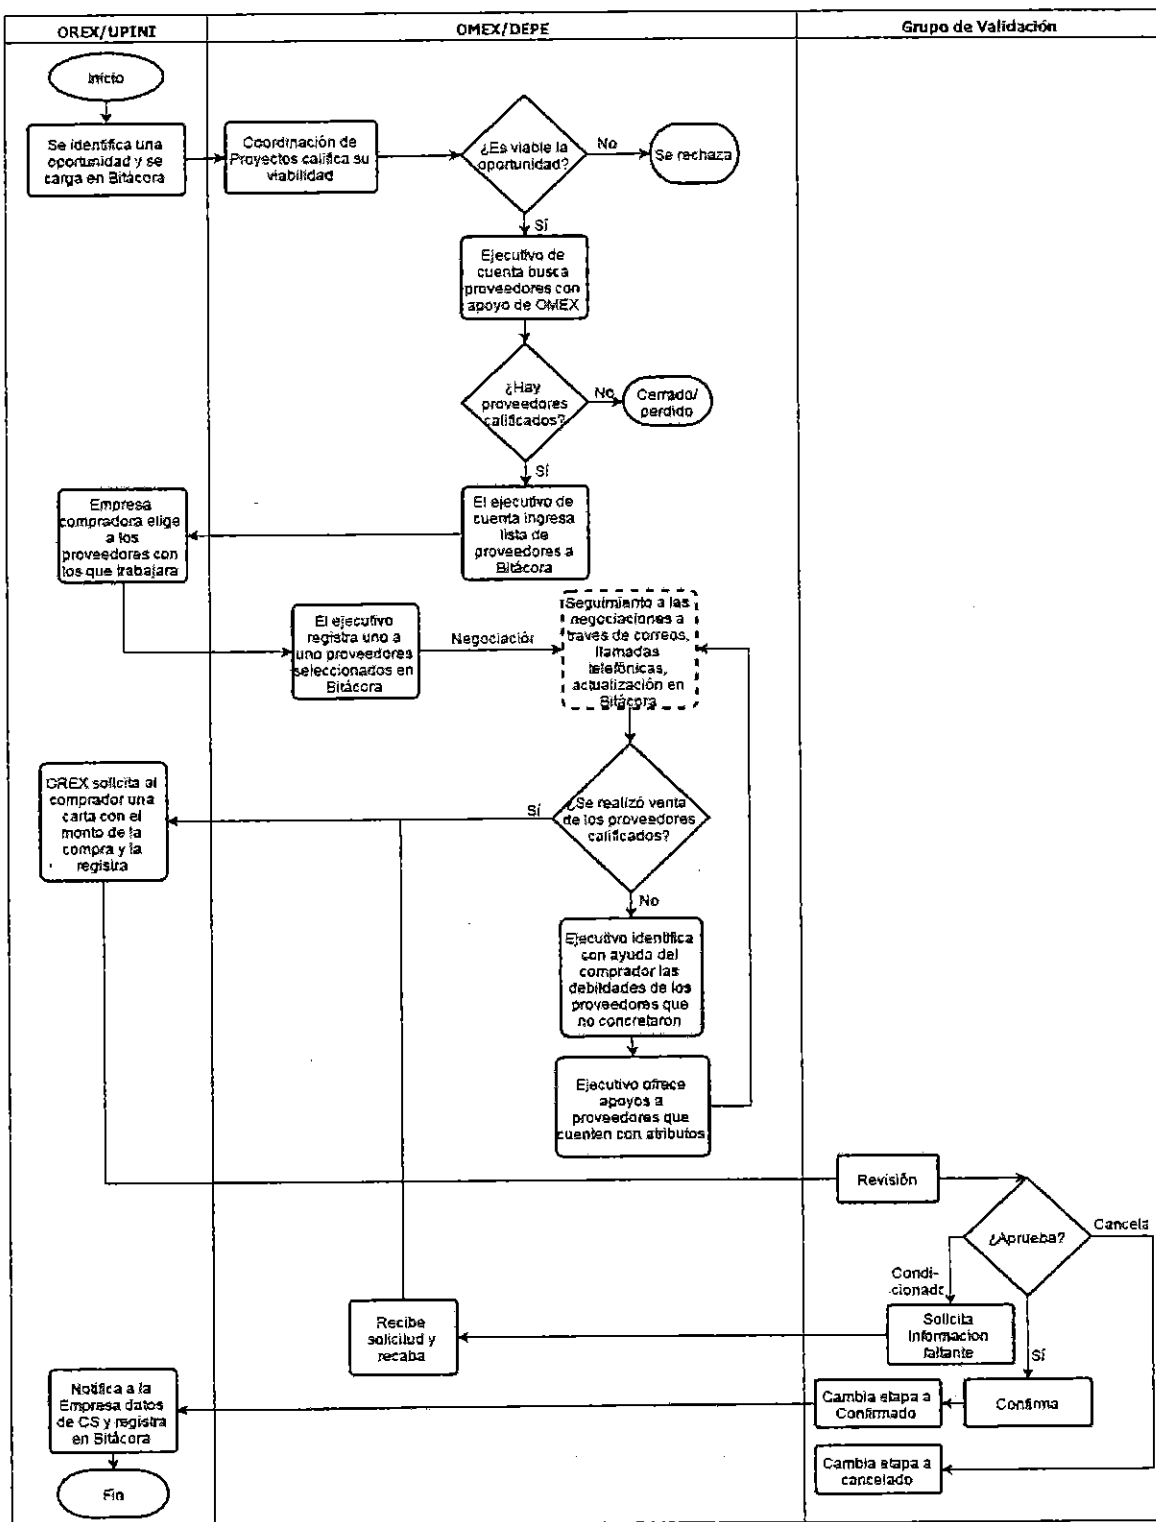 OREX/UPINI
OMEX/DEPE
Grupo de Validación
Inicio
Se identifica una
oportunidad y se
carga en Bitácora
Coordinación de
Proyectos califica su
viabilidad
¿Es viable la
oportunidad?
No
Se rechaza
Sí
Ejecutivo de
cuenta busca
proveedores con
apoyo de OMEX
¿Hay
proveedores
calificados?
No
Cerrado/
perdido
Sí
El ejecutivo de
cuenta ingresa
lista de
proveedores a
Bitácora
Empresa
compradora elige
a los
proveedores con
los que trabajara
El ejecutivo
registra uno a
uno proveedores
seleccionados en
Bitácora
Negociación
Seguimiento a las
negociaciones a
través de correos,
llamadas
telefónicas,
actualización en
Bitácora
¿Se realizó venta
de los proveedores
calificados?
Sí
OREX solicita al
comprador una
carta con el
monto de la
compra y la
registra
No
Ejecutivo identifica
con ayuda del
comprador las
debilidades de los
proveedores que
no concretaron
Ejecutivo ofrece
apoyos a
proveedores que
cuenten con atributos
Revisión
¿Aprueba?
Cancela
Condi-
cionado
Sí
Solicita
Informacion
faltante
Recibe
solicitud y
recaba
Confirma
Cambia etapa a
Confirmado
Notifica a la
Empresa datos
de CS y registra
en Bitácora
Cambia etapa a
cancelado
Fin